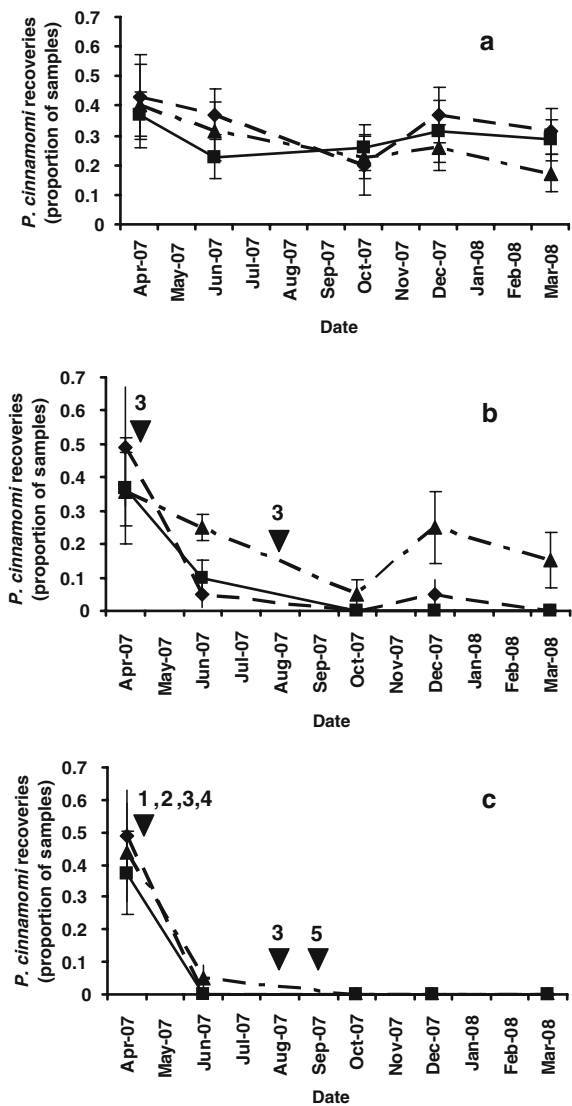 a
P. cinnamomi recoveries
(proportion of samples)
0.7
0.6
0.5
0.4
0.3
0.2
0.1
0
Apr-07
May-07
Jun-07
Jul-07
Aug-07
Sep-07
Oct-07
Nov-07
Dec-07
Jan-08
Feb-08
Mar-08
Date
b
P. cinnamomi recoveries
(proportion of samples)
0.7
0.6
0.5
0.4
0.3
0.2
0.1
0
3
3
Apr-07
May-07
Jun-07
Jul-07
Aug-07
Sep-07
Oct-07
Nov-07
Dec-07
Jan-08
Feb-08
Mar-08
Date
c
P. cinnamomi recoveries
(proportion of samples)
0.7
0.6
0.5
0.4
0.3
0.2
0.1
0
1,2,3,4
3
5
Apr-07
May-07
Jun-07
Jul-07
Aug-07
Sep-07
Oct-07
Nov-07
Dec-07
Jan-08
Feb-08
Mar-08
Date